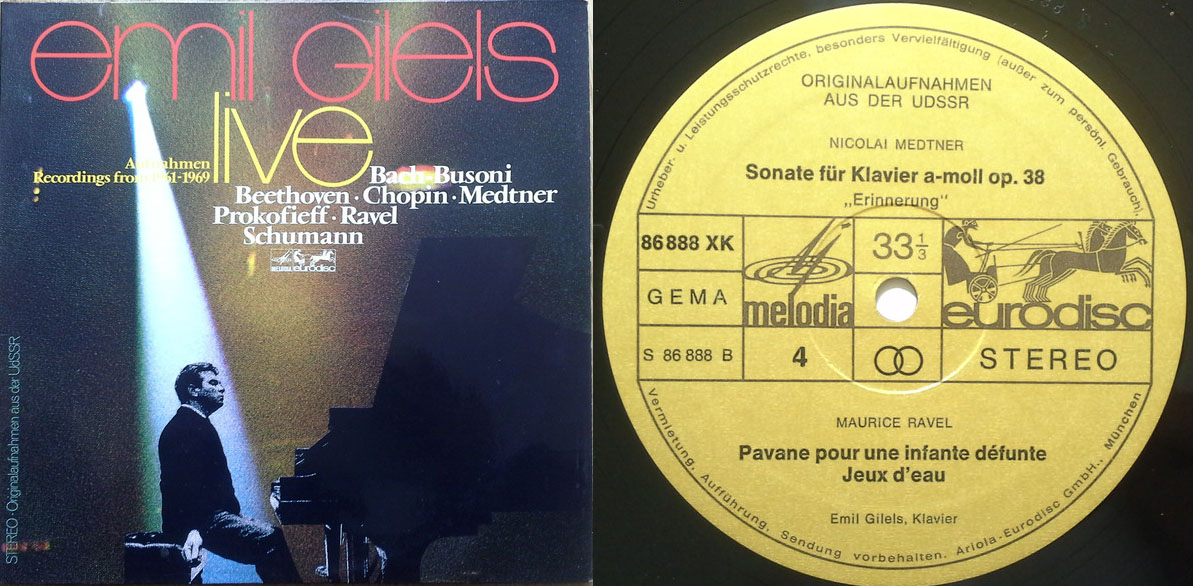 emil Gilels
live
Aufnahmen
Recordings from 1961-1969
Bach·Busoni
Beethoven·Chopin·Medtner
Prokofieff·Ravel
Schumann
MELODIA eurodisc
STEREO·Originalaufnahmen aus der UdSSR
Urheber- u. Leistungsschutzrechte, besonders Vervielfältigung (außer zum persönl. Gebrauch),
ORIGINALAUFNAHMEN
AUS DER UDSSR
NICOLAI MEDTNER
Sonate für Klavier a-moll op. 38
„Erinnerung"
86 888 XK
33 1/3
GEMA
melodia
eurodisc
S 86 888 B
4
STEREO
MAURICE RAVEL
Pavane pour une infante défunte
Jeux d'eau
Emil Gilels, Klavier
Vermietung, Aufführung, Sendung vorbehalten. Ariola-Eurodisc GmbH., München